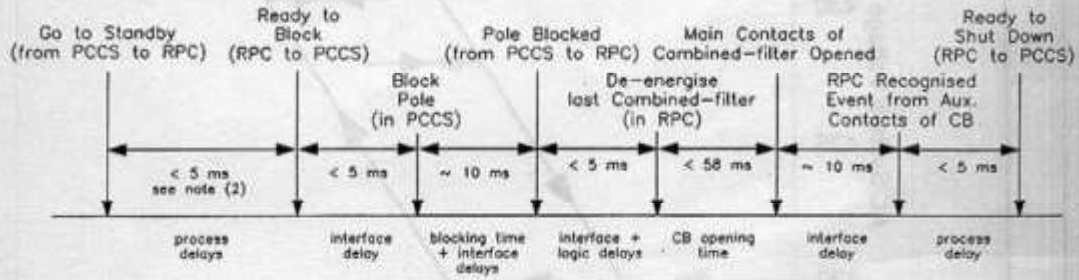 Go to Standby
(from PCCS to RPC)
Ready to
Block
(RPC to PCCS)
Block
Pole
(in PCCS)
Pole Blocked
(from PCCS to RPC)
De-energise
last Combined-filter
(in RPC)
Main Contacts of
Combined-filter Opened
RPC Recognised
Event from Aux.
Contacts of CB
Ready to
Shut Down
(RPC to PCCS)
< 5 ms
see note (2)
< 5 ms
~ 10 ms
< 5 ms
< 58 ms
~ 10 ms
< 5 ms
process
delays
interface
delay
blocking time
+ interface
delays
interface +
logic delays
CB opening
time
interface
delay
process
delay